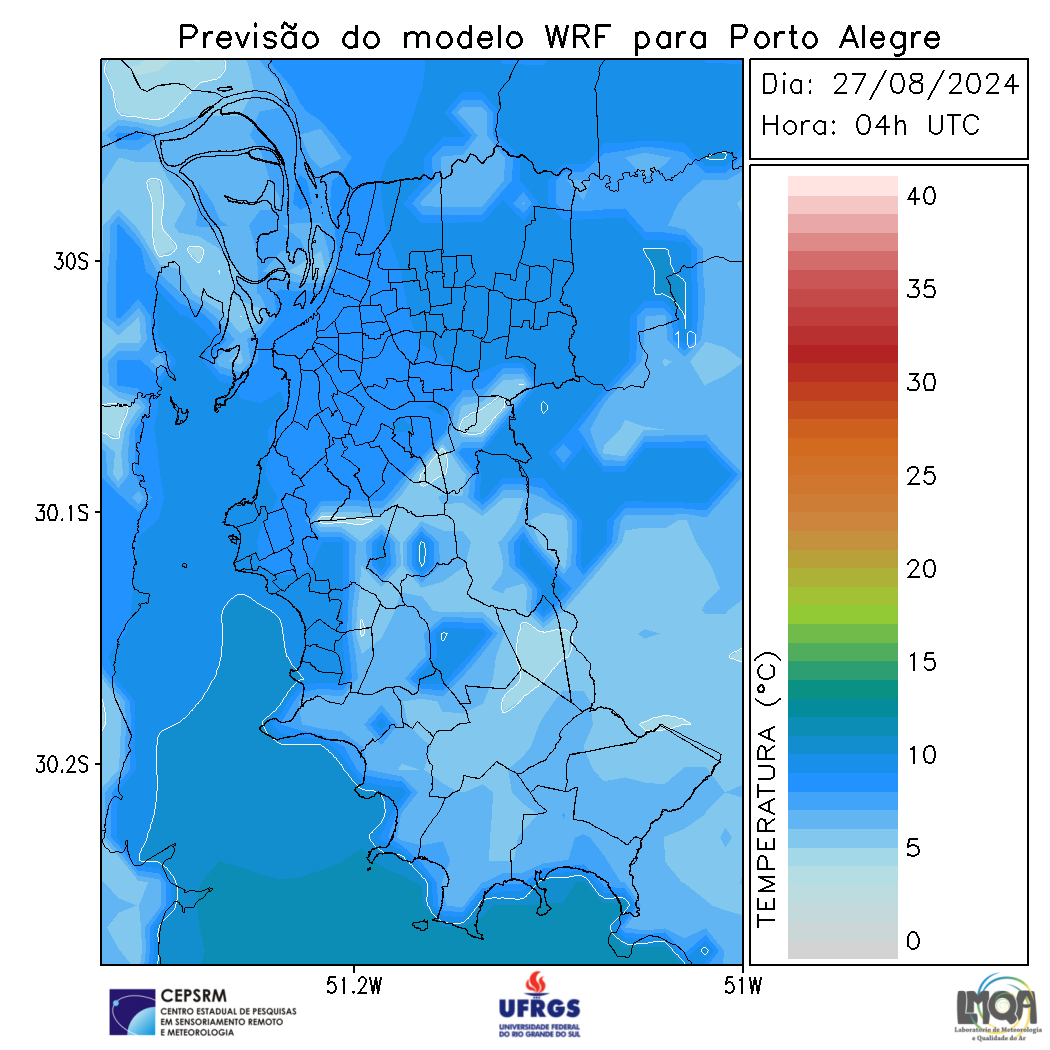 Previsão do modelo WRF para Porto Alegre
Dia: 27/08/2024
Hora: 04h UTC
30S
30.1S
30.2S
51.2W
51W
10
TEMPERATURA (°C)
40
35
30
25
20
15
10
5
0
CEPSRM
CENTRO ESTADUAL DE PESQUISAS
EM SENSORIAMENTO REMOTO
E METEOROLOGIA
UFRGS
UNIVERSIDADE FEDERAL
DO RIO GRANDE DO SUL
LMQA
Laboratório de Meteorologia
e Qualidade do Ar